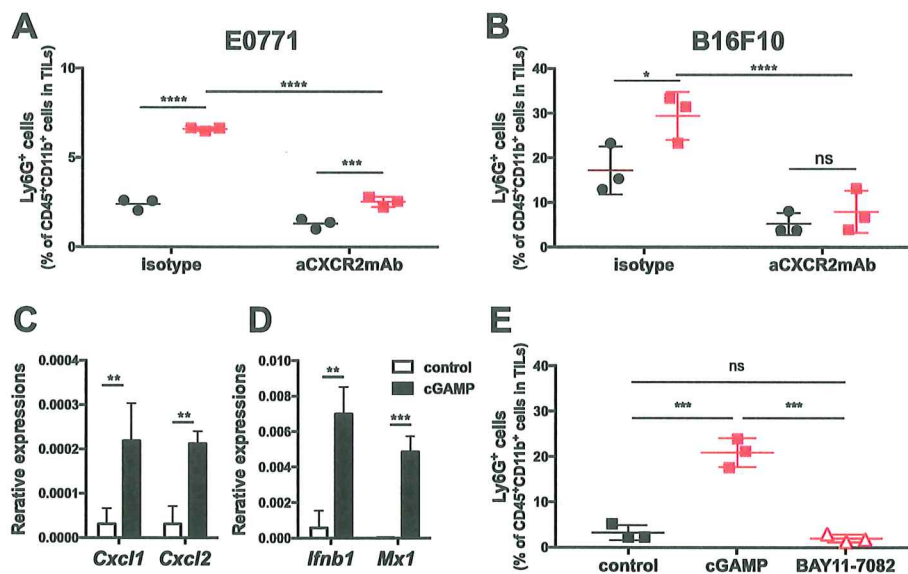 A
E0771
Ly6G⁺ cells
(% of CD45⁺CD11b⁺ cells in TILs)
10
5
0
****
****
***
isotype
aCXCR2mAb
B
B16F10
Ly6G⁺ cells
(% of CD45⁺CD11b⁺ cells in TILs)
40
30
20
10
0
*
****
ns
isotype
aCXCR2mAb
C
Rerative expressions
0.0004
0.0003
0.0002
0.0001
0.0000
**
**
Cxcl1
Cxcl2
D
Rerative expressions
0.010
0.008
0.006
0.004
0.002
0.000
**
***
control
cGAMP
Ifnb1
Mx1
E
Ly6G⁺ cells
(% of CD45⁺CD11b⁺ cells in TILs)
40
30
20
10
0
ns
***
***
control
cGAMP
BAY11-7082